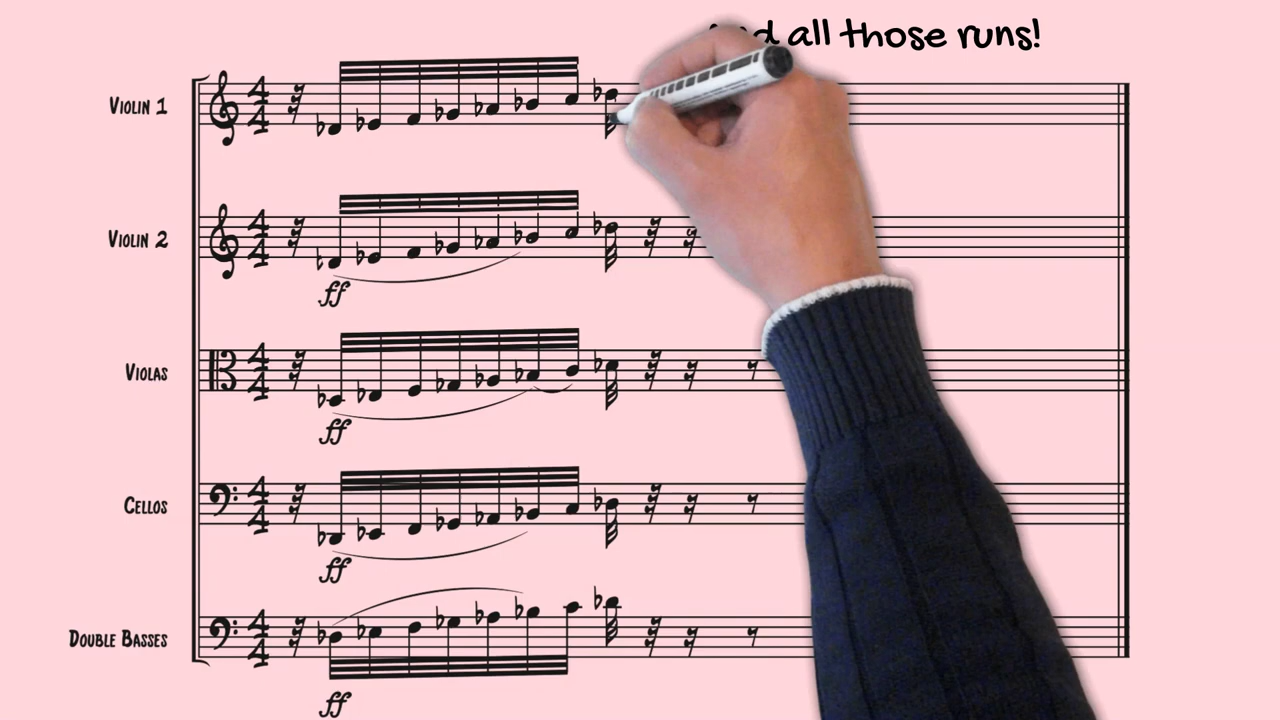 all those runs!
Violin 1
Violin 2
ff
Violas
ff
Cellos
ff
Double Basses
ff